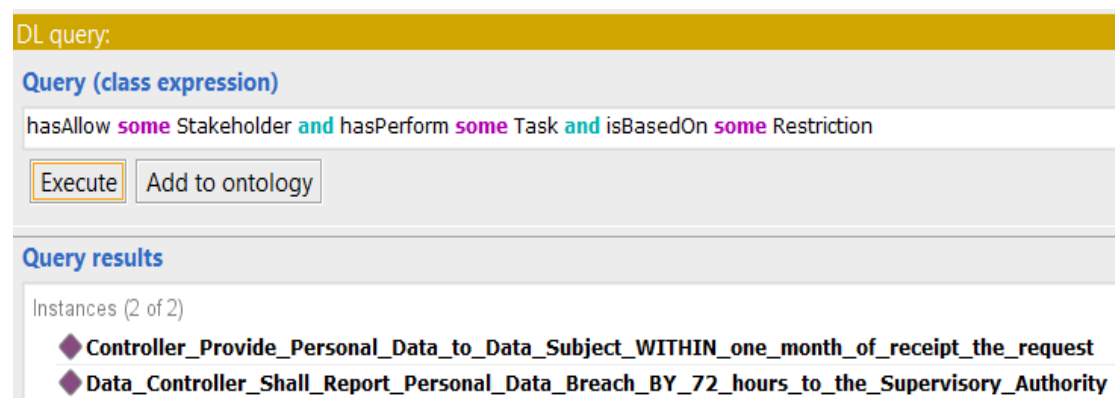 DL query:
Query (class expression)
hasAllow some Stakeholder and hasPerform some Task and isBasedOn some Restriction
Execute Add to ontology
Query results
Instances (2 of 2)
Controller_Provide_Personal_Data_to_Data_Subject_WITHIN_one_month_of_receipt_the_request
Data_Controller_Shall_Report_Personal_Data_Breach_BY_72_hours_to_the_Supervisory_Authority